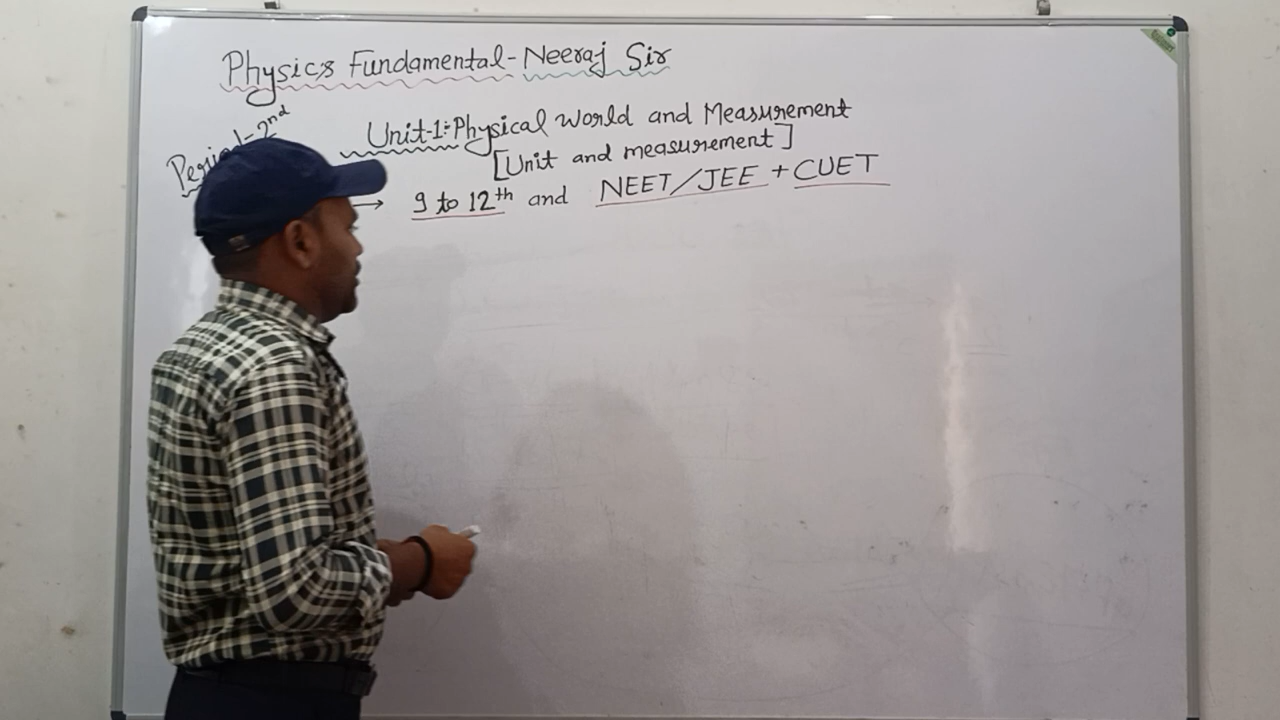 Physics Fundamental-Neeraj Sir
Period-2nd
Unit-1:Physical World and Measurement
[Unit and measurement]
→ 9 to 12th and NEET/JEE + CUET